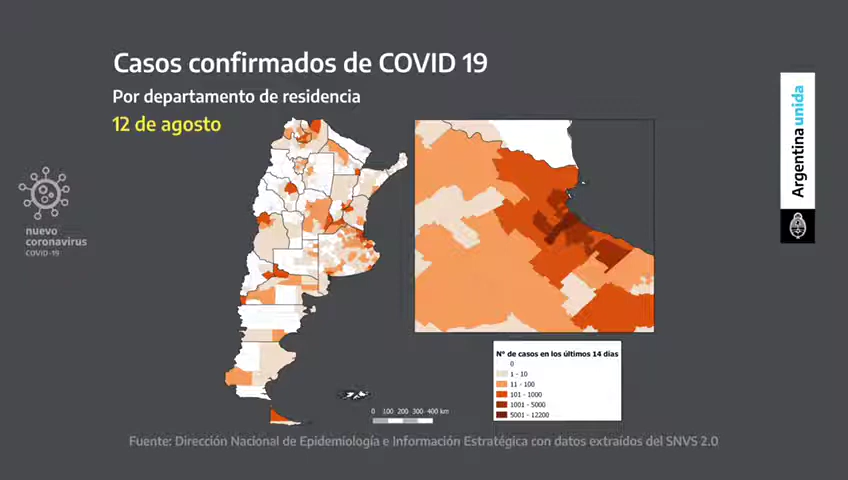 Casos confirmados de COVID 19
Por departamento de residencia
12 de agosto
nuevo
coronavirus
COVID-19
Argentina unida
N° de casos en los últimos 14 días
0
1 - 10
11 - 100
101 - 1000
1001 - 5000
5001 - 12200
0 100 200 300 400 km
Fuente: Dirección Nacional de Epidemiología e Información Estratégica con datos extraídos del SNVS 2.0